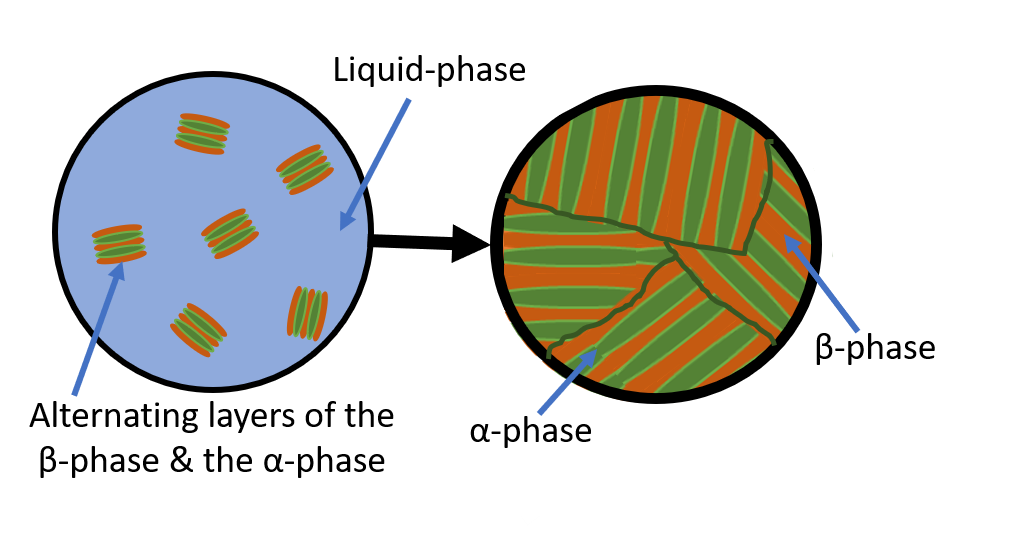 Liquid-phase
β-phase
α-phase
Alternating layers of the
β-phase & the α-phase